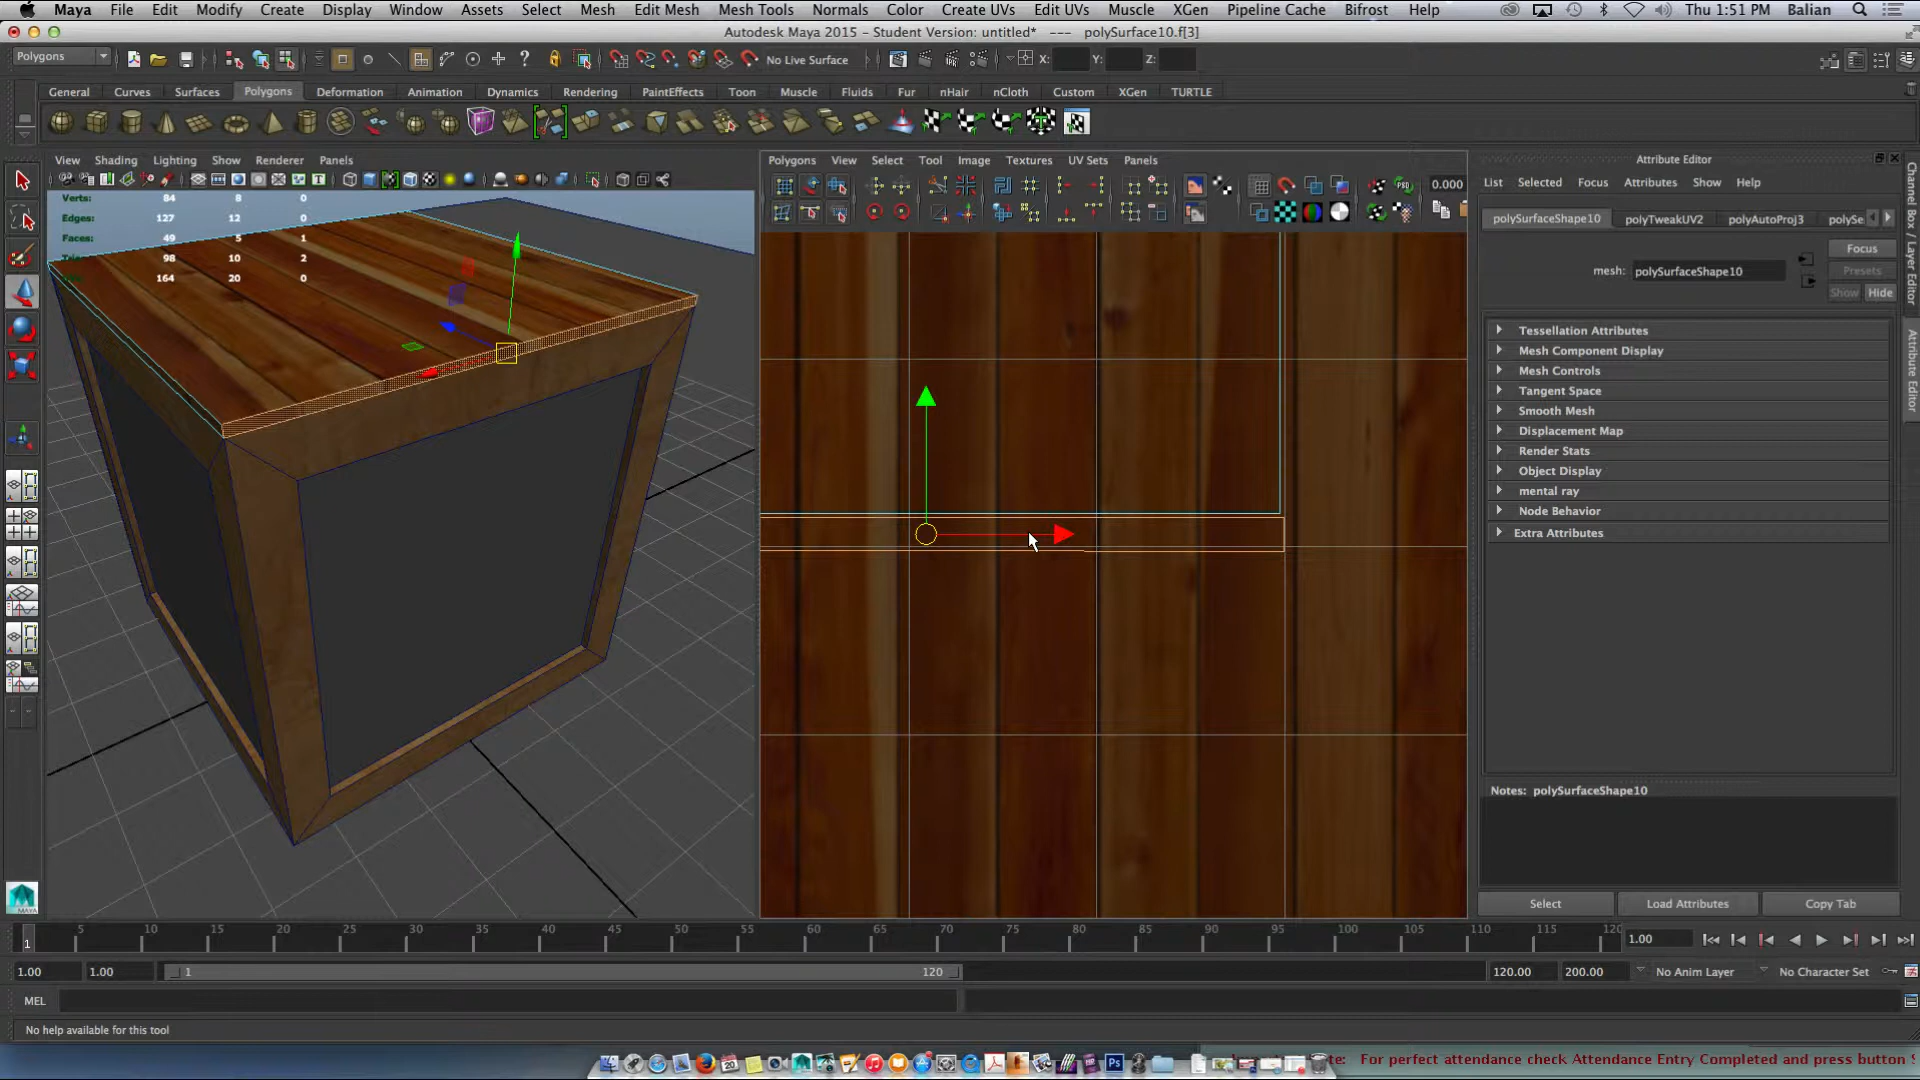 Maya File Edit Modify Create Display Window Assets Select Mesh Edit Mesh Mesh Tools Normals Color Create UVs Edit UVs Muscle XGen Pipeline Cache Bifrost Help Thu 1:51 PM Balian
Autodesk Maya 2015 - Student Version: untitled* --- polySurface10.f[3]
Polygons No Live Surface X: Y: Z:
General Curves Surfaces Polygons Deformation Animation Dynamics Rendering PaintEffects Toon Muscle Fluids Fur nHair nCloth Custom XGen TURTLE
View Shading Lighting Show Renderer Panels
Polygons View Select Tool Image Textures UV Sets Panels
0.000
Attribute Editor
List Selected Focus Attributes Show Help
polySurfaceShape10 polyTweakUV2 polyAutoProj3 polySe
Focus
mesh: polySurfaceShape10
Presets
Show Hide
Verts: 84 8 0
Edges: 127 12 0
Faces: 49 5 1
98 10 2
164 20 0
Tessellation Attributes
Mesh Component Display
Mesh Controls
Tangent Space
Smooth Mesh
Displacement Map
Render Stats
Object Display
mental ray
Node Behavior
Extra Attributes
Notes: polySurfaceShape10
Select Load Attributes Copy Tab
Channel Box / Layer Editor
Attribute Editor
MAYA
1 5 10 15 20 25 30 35 40 45 50 55 60 65 70 75 80 85 90 95 100 105 110 115 120 1.00
1.00 1.00 1 120 120.00 200.00 No Anim Layer No Character Set
MEL
No help available for this tool
For perfect attendance check Attendance Entry Completed and press button